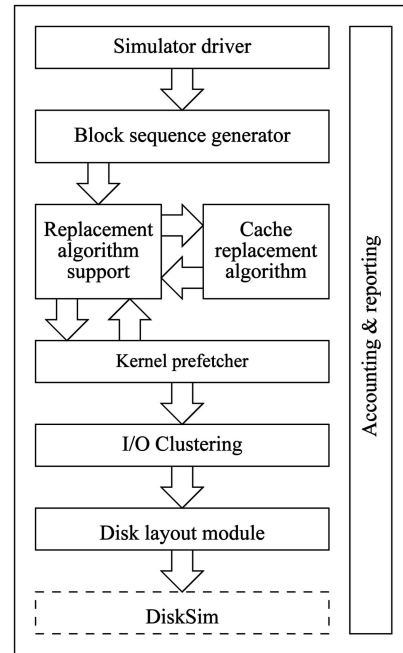 Simulator driver
Block sequence generator
Replacement
algorithm
support
Cache
replacement
algorithm
Kernel prefetcher
I/O Clustering
Disk layout module
DiskSim
Accounting & reporting